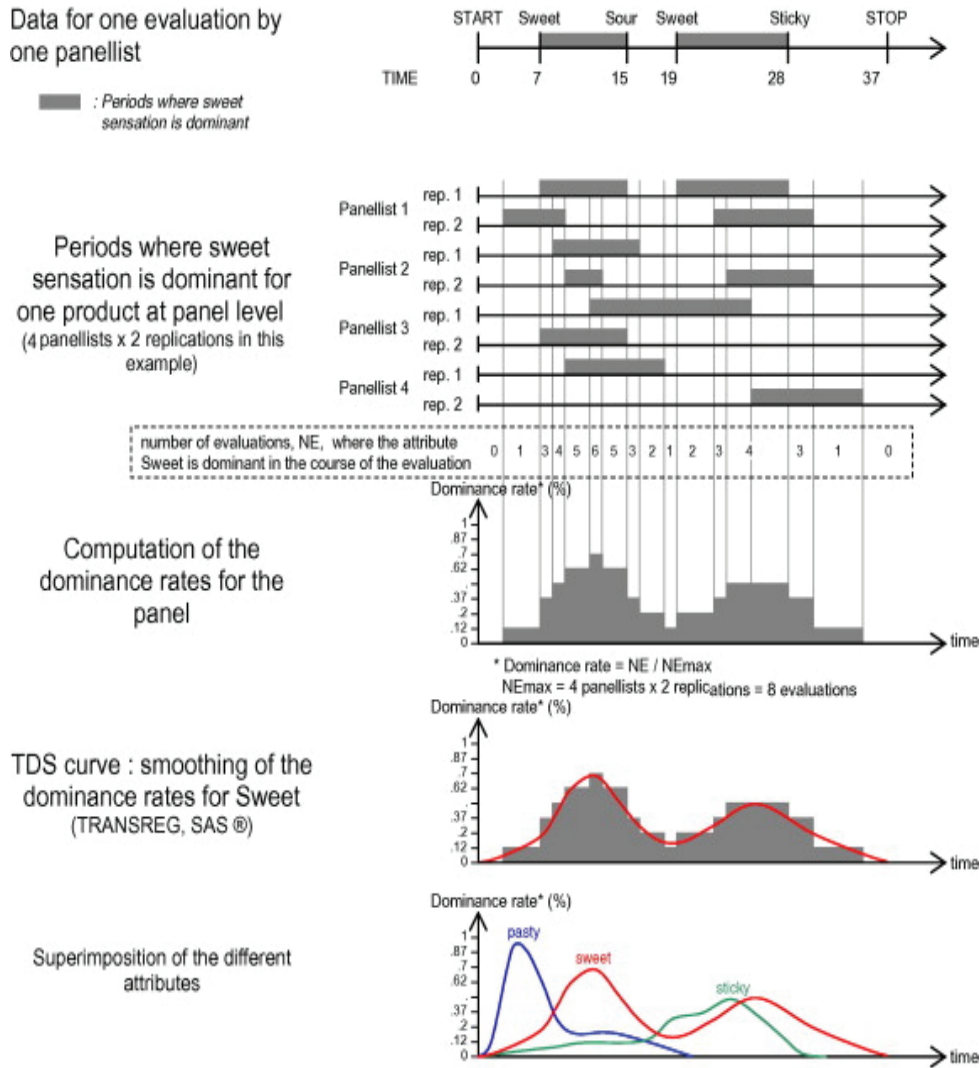 Data for one evaluation by
one panellist
START Sweet Sour Sweet Sticky STOP
TIME 0 7 15 19 28 37
: Periods where sweet
sensation is dominant
Periods where sweet
sensation is dominant for
one product at panel level
(4 panellists x 2 replications in this
example)
Panellist 1
rep. 1
rep. 2
Panellist 2
rep. 1
rep. 2
Panellist 3
rep. 1
rep. 2
Panellist 4
rep. 1
rep. 2
number of evaluations, NE, where the attribute
Sweet is dominant in the course of the evaluation
0 1 3 4 5 6 5 3 2 1 2 3 4 3 1 0
Computation of the
dominance rates for the
panel
Dominance rate* (%)
1
.87
.7
.62
.
.37
.2
.12
0
time
* Dominance rate = NE / NEmax
NEmax = 4 panellists x 2 replications = 8 evaluations
TDS curve : smoothing of the
dominance rates for Sweet
(TRANSREG, SAS ®)
Dominance rate* (%)
1
.87
.7
.62
.37
.2
.12
0
time
Superimposition of the different
attributes
Dominance rate* (%)
1
.87
.7
.62
.37
.2
.12
0
pasty
sweet
sticky
time